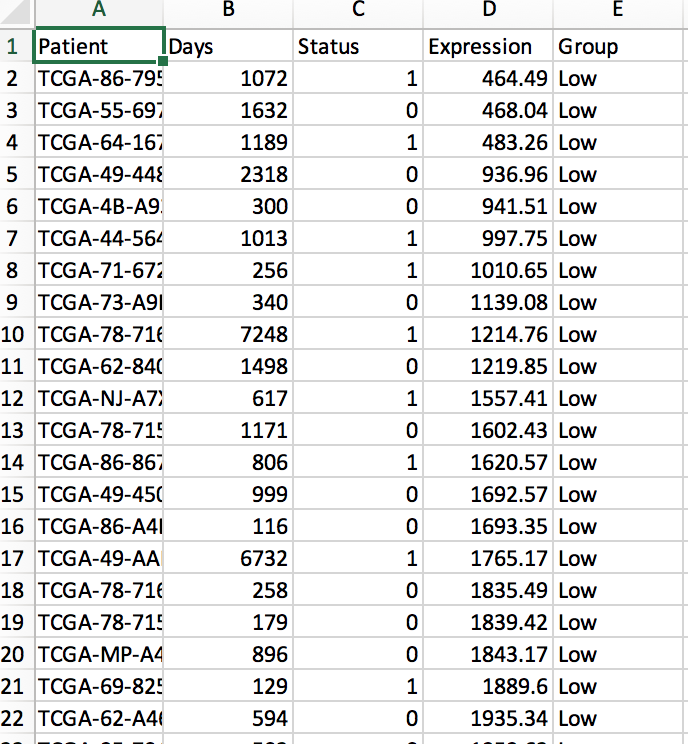 A B C D E
1 Patient Days Status Expression Group
2 TCGA-86-795 1072 1 464.49 Low
3 TCGA-55-697 1632 0 468.04 Low
4 TCGA-64-167 1189 1 483.26 Low
5 TCGA-49-448 2318 0 936.96 Low
6 TCGA-4B-A9 300 0 941.51 Low
7 TCGA-44-564 1013 1 997.75 Low
8 TCGA-71-672 256 1 1010.65 Low
9 TCGA-73-A9 340 0 1139.08 Low
10 TCGA-78-716 7248 1 1214.76 Low
11 TCGA-62-840 1498 0 1219.85 Low
12 TCGA-NJ-A7 617 1 1557.41 Low
13 TCGA-78-715 1171 0 1602.43 Low
14 TCGA-86-867 806 1 1620.57 Low
15 TCGA-49-450 999 0 1692.57 Low
16 TCGA-86-A4 116 0 1693.35 Low
17 TCGA-49-AA 6732 1 1765.17 Low
18 TCGA-78-716 258 0 1835.49 Low
19 TCGA-78-715 179 0 1839.42 Low
20 TCGA-MP-A4 896 0 1843.17 Low
21 TCGA-69-825 129 1 1889.6 Low
22 TCGA-62-A4 594 0 1935.34 Low